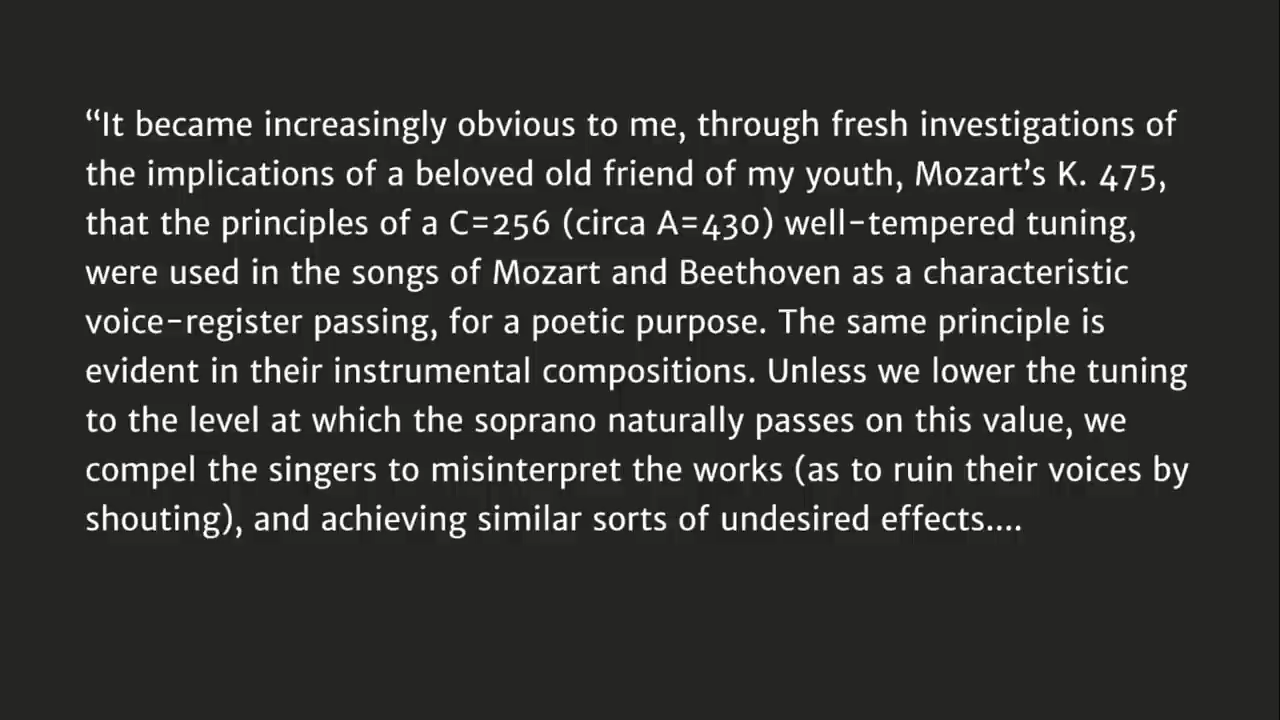 “It became increasingly obvious to me, through fresh investigations of
the implications of a beloved old friend of my youth, Mozart’s K. 475,
that the principles of a C=256 (circa A=430) well-tempered tuning,
were used in the songs of Mozart and Beethoven as a characteristic
voice-register passing, for a poetic purpose. The same principle is
evident in their instrumental compositions. Unless we lower the tuning
to the level at which the soprano naturally passes on this value, we
compel the singers to misinterpret the works (as to ruin their voices by
shouting), and achieving similar sorts of undesired effects....